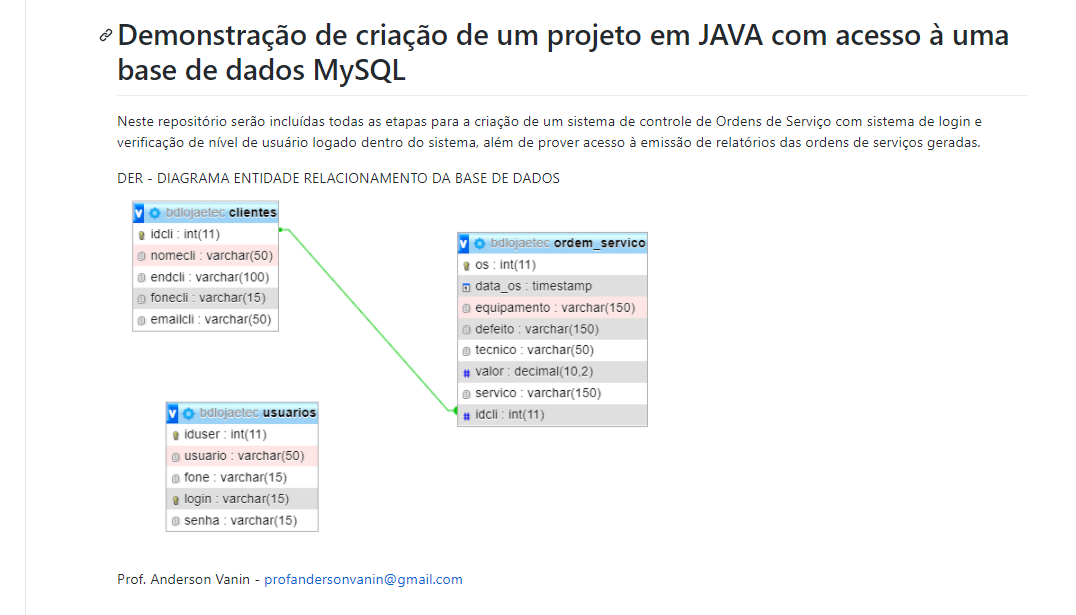 Demonstração de criação de um projeto em JAVA com acesso à uma
base de dados MySQL
Neste repositório serão incluídas todas as etapas para a criação de um sistema de controle de Ordens de Serviço com sistema de login e
verificação de nível de usuário logado dentro do sistema, além de prover acesso à emissão de relatórios das ordens de serviços geradas.
DER - DIAGRAMA ENTIDADE RELACIONAMENTO DA BASE DE DADOS
v bdlojaetec clientes
idcli : int(11)
nomecli : varchar(50)
endcli : varchar(100)
fonecli : varchar(15)
emailcli : varchar(50)
v bdlojaetec ordem_servico
os : int(11)
data_os : timestamp
equipamento : varchar(150)
defeito : varchar(150)
tecnico : varchar(50)
# valor : decimal(10,2)
servico : varchar(150)
# idcli : int(11)
v bdlojaetec usuarios
iduser : int(11)
usuario : varchar(50)
fone : varchar(15)
login : varchar(15)
senha : varchar(15)
Prof. Anderson Vanin - profandersonvanin@gmail.com